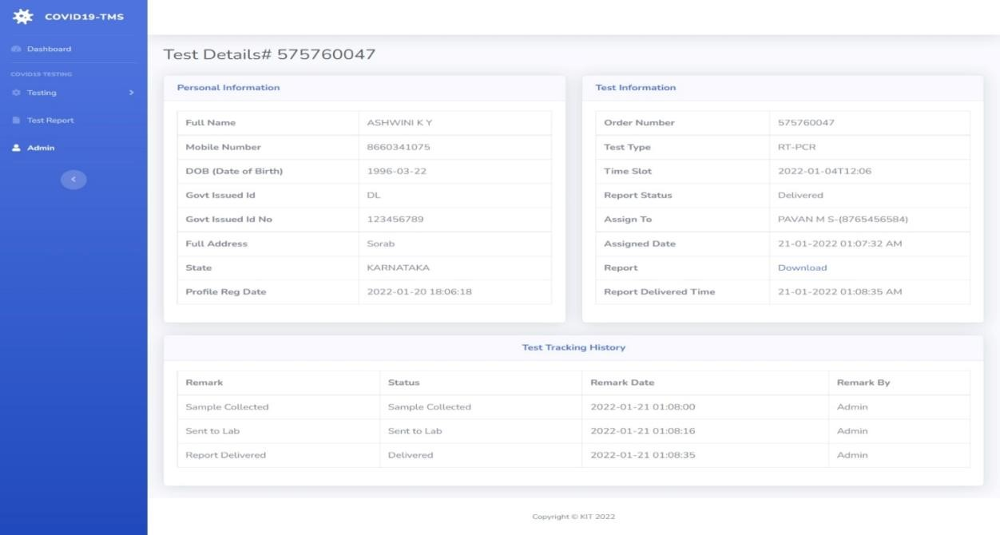 COVID19-TMS
Dashboard
COVID19 TESTING
Testing
Test Report
Admin
Test Details# 575760047
Personal Information
Full Name ASHWINI K Y
Mobile Number 8660341075
DOB (Date of Birth) 1996-03-22
Govt Issued Id DL
Govt Issued Id No 123456789
Full Address Sorab
State KARNATAKA
Profile Reg Date 2022-01-20 18:06:18
Test Information
Order Number 575760047
Test Type RT-PCR
Time Slot 2022-01-04T12:06
Report Status Delivered
Assign To PAVAN M S-(8765456584)
Assigned Date 21-01-2022 01:07:32 AM
Report Download
Report Delivered Time 21-01-2022 01:08:35 AM
Test Tracking History
Remark Status Remark Date Remark By
Sample Collected Sample Collected 2022-01-21 01:08:00 Admin
Sent to Lab Sent to Lab 2022-01-21 01:08:16 Admin
Report Delivered Delivered 2022-01-21 01:08:35 Admin
Copyright © KIT 2022